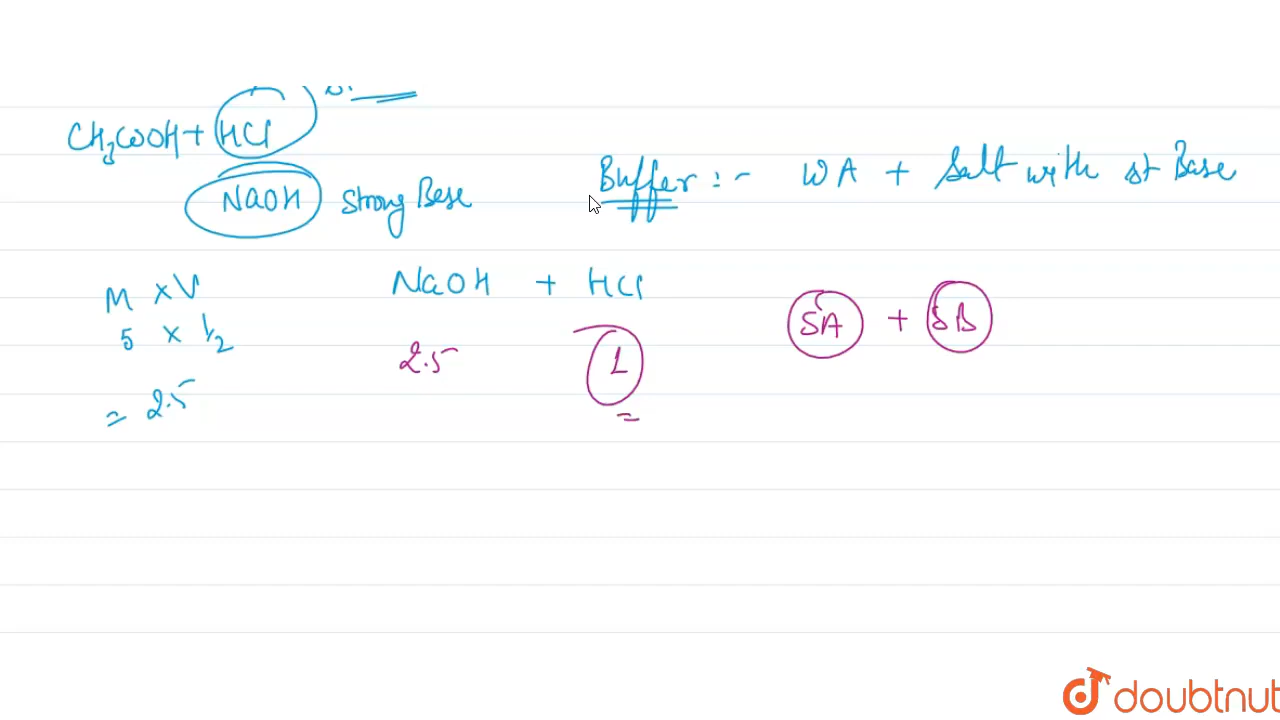 CH3COOH + HCl
NaOH Strong Base
Buffer :- WA + Salt with st Base
M × V
5 × 1/2
= 2.5
NaOH + HCl
2.5 1
SA + SB
doubtnut